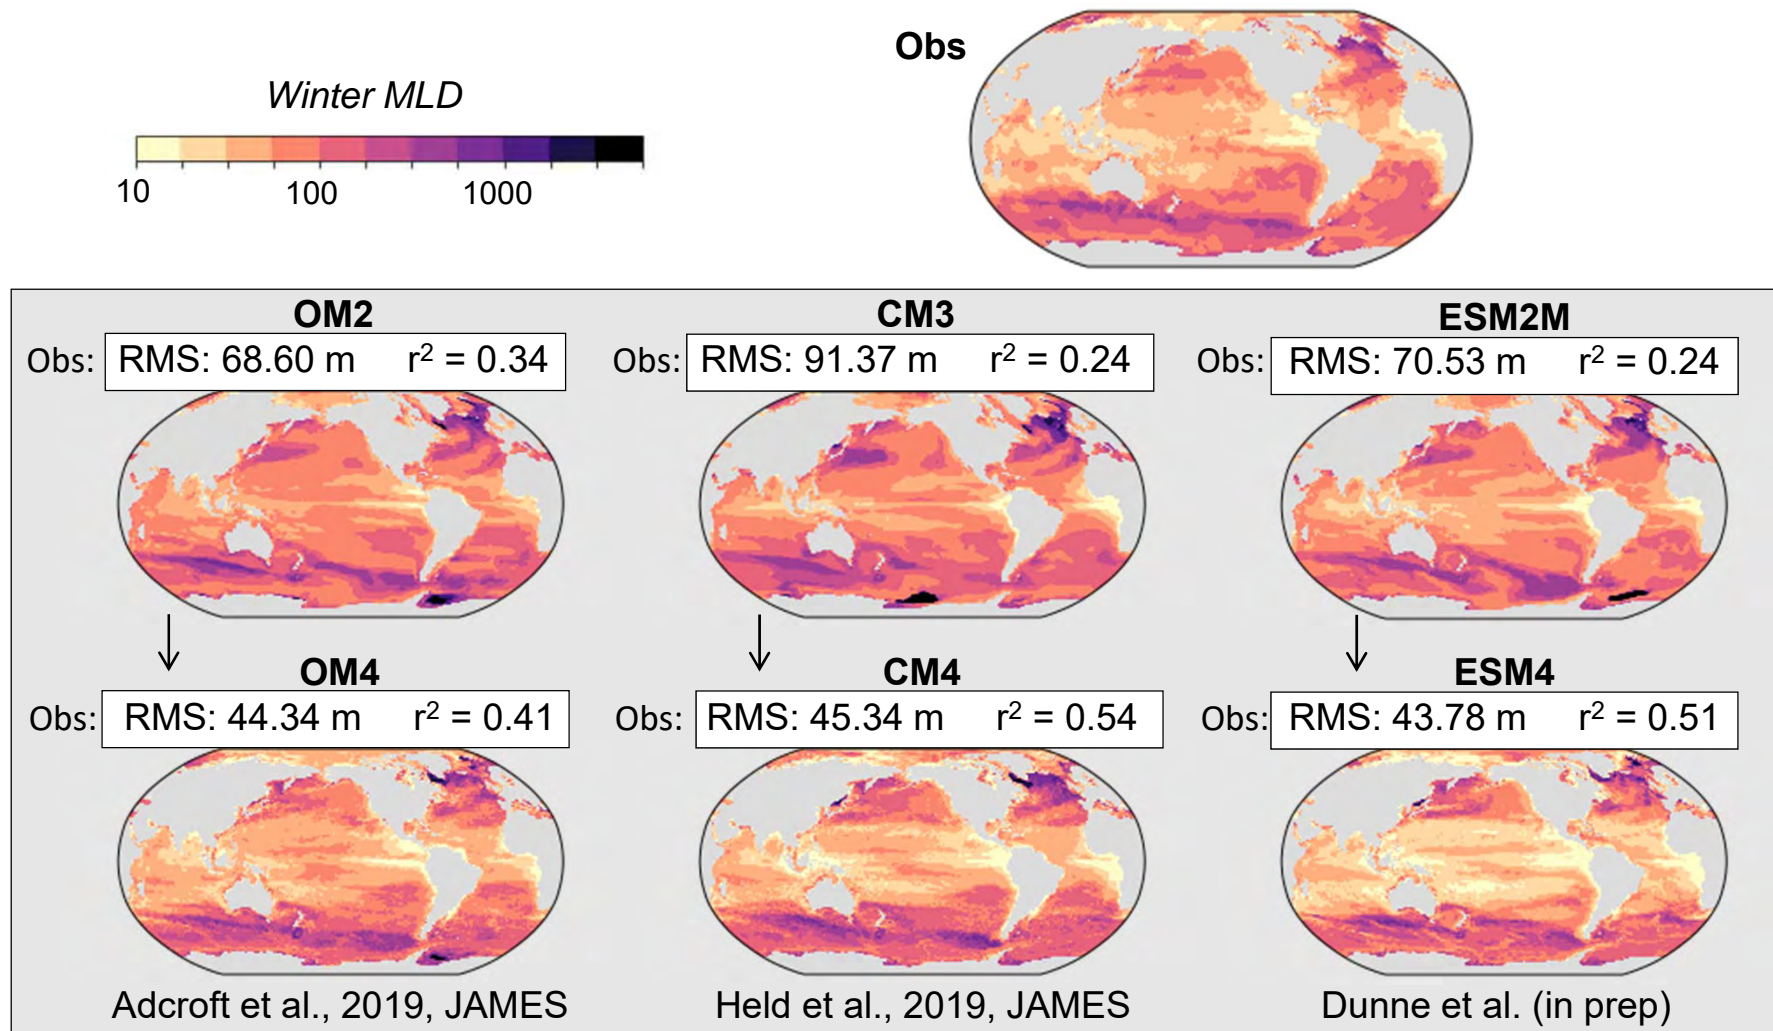 Obs
Winter MLD
10 100 1000
OM2 CM3 ESM2M
Obs: RMS: 68.60 m r² = 0.34 Obs: RMS: 91.37 m r² = 0.24 Obs: RMS: 70.53 m r² = 0.24
OM4 CM4 ESM4
Obs: RMS: 44.34 m r² = 0.41 Obs: RMS: 45.34 m r² = 0.54 Obs: RMS: 43.78 m r² = 0.51
Adcroft et al., 2019, JAMES Held et al., 2019, JAMES Dunne et al. (in prep)